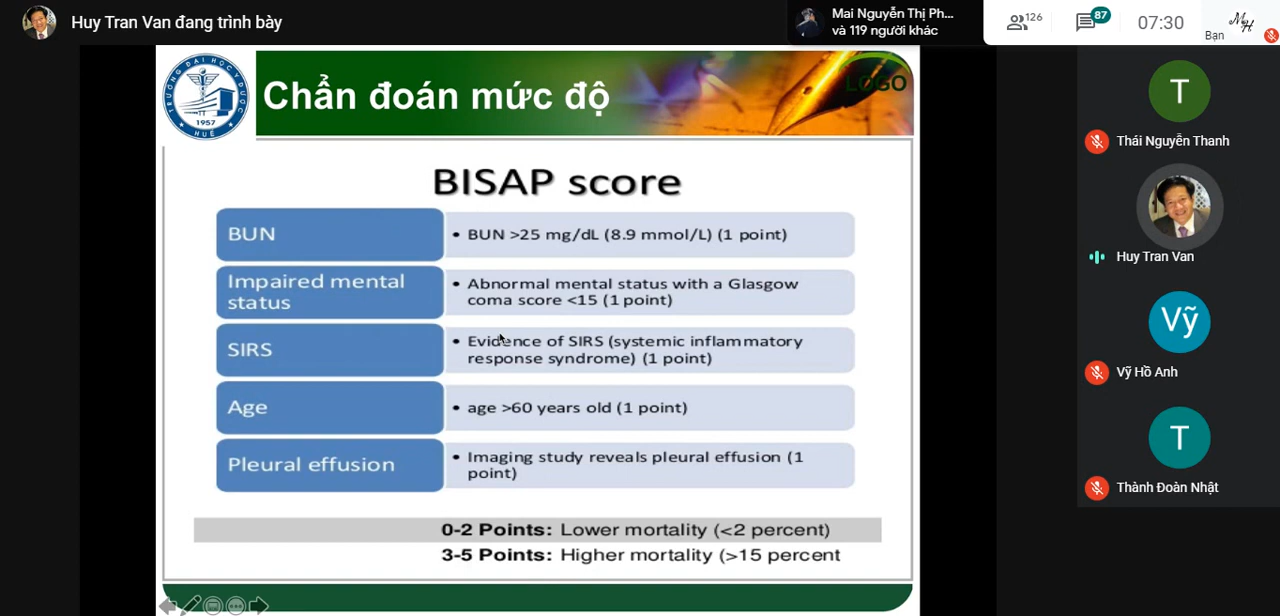 Huy Tran Van đang trình bày
Mai Nguyễn Thị Ph...
và 119 người khác
126
87
07:30
Bạn
MH
TRƯỜNG ĐẠI HỌC Y DƯỢC
1957
HUẾ
Chẩn đoán mức độ
LOGO
BISAP score
BUN
• BUN >25 mg/dL (8.9 mmol/L) (1 point)
Impaired mental
status
• Abnormal mental status with a Glasgow
coma score <15 (1 point)
SIRS
• Evidence of SIRS (systemic inflammatory
response syndrome) (1 point)
Age
• age >60 years old (1 point)
Pleural effusion
• Imaging study reveals pleural effusion (1
point)
0-2 Points: Lower mortality (<2 percent)
3-5 Points: Higher mortality (>15 percent
T
Thái Nguyễn Thanh
Huy Tran Van
Vỹ
Vỹ Hồ Anh
T
Thành Đoàn Nhật